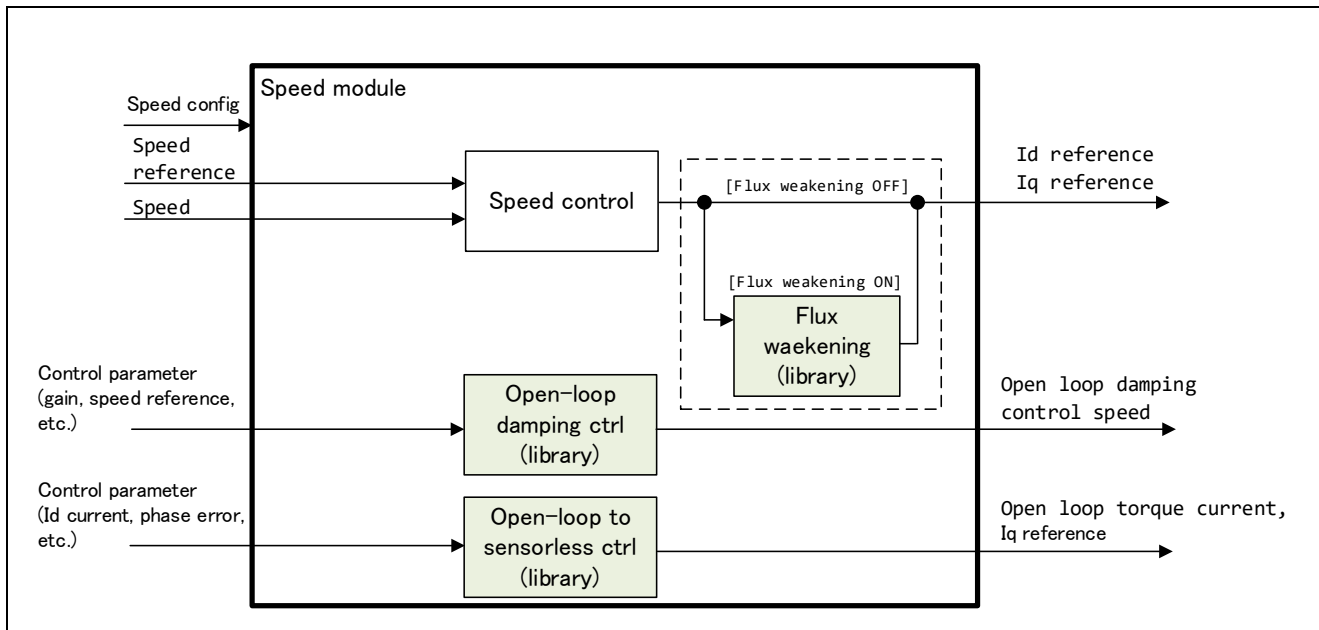 Speed module
Speed config
Speed
reference
Speed
Speed control
[Flux weakening OFF]
[Flux weakening ON]
Flux
waekening
(library)
Id reference
Iq reference
Control parameter
(gain, speed reference,
etc.)
Open-loop
damping ctrl
(library)
Open loop damping
control speed
Control parameter
(Id current, phase error,
etc.)
Open-loop to
sensorless ctrl
(library)
Open loop torque current,
Iq reference